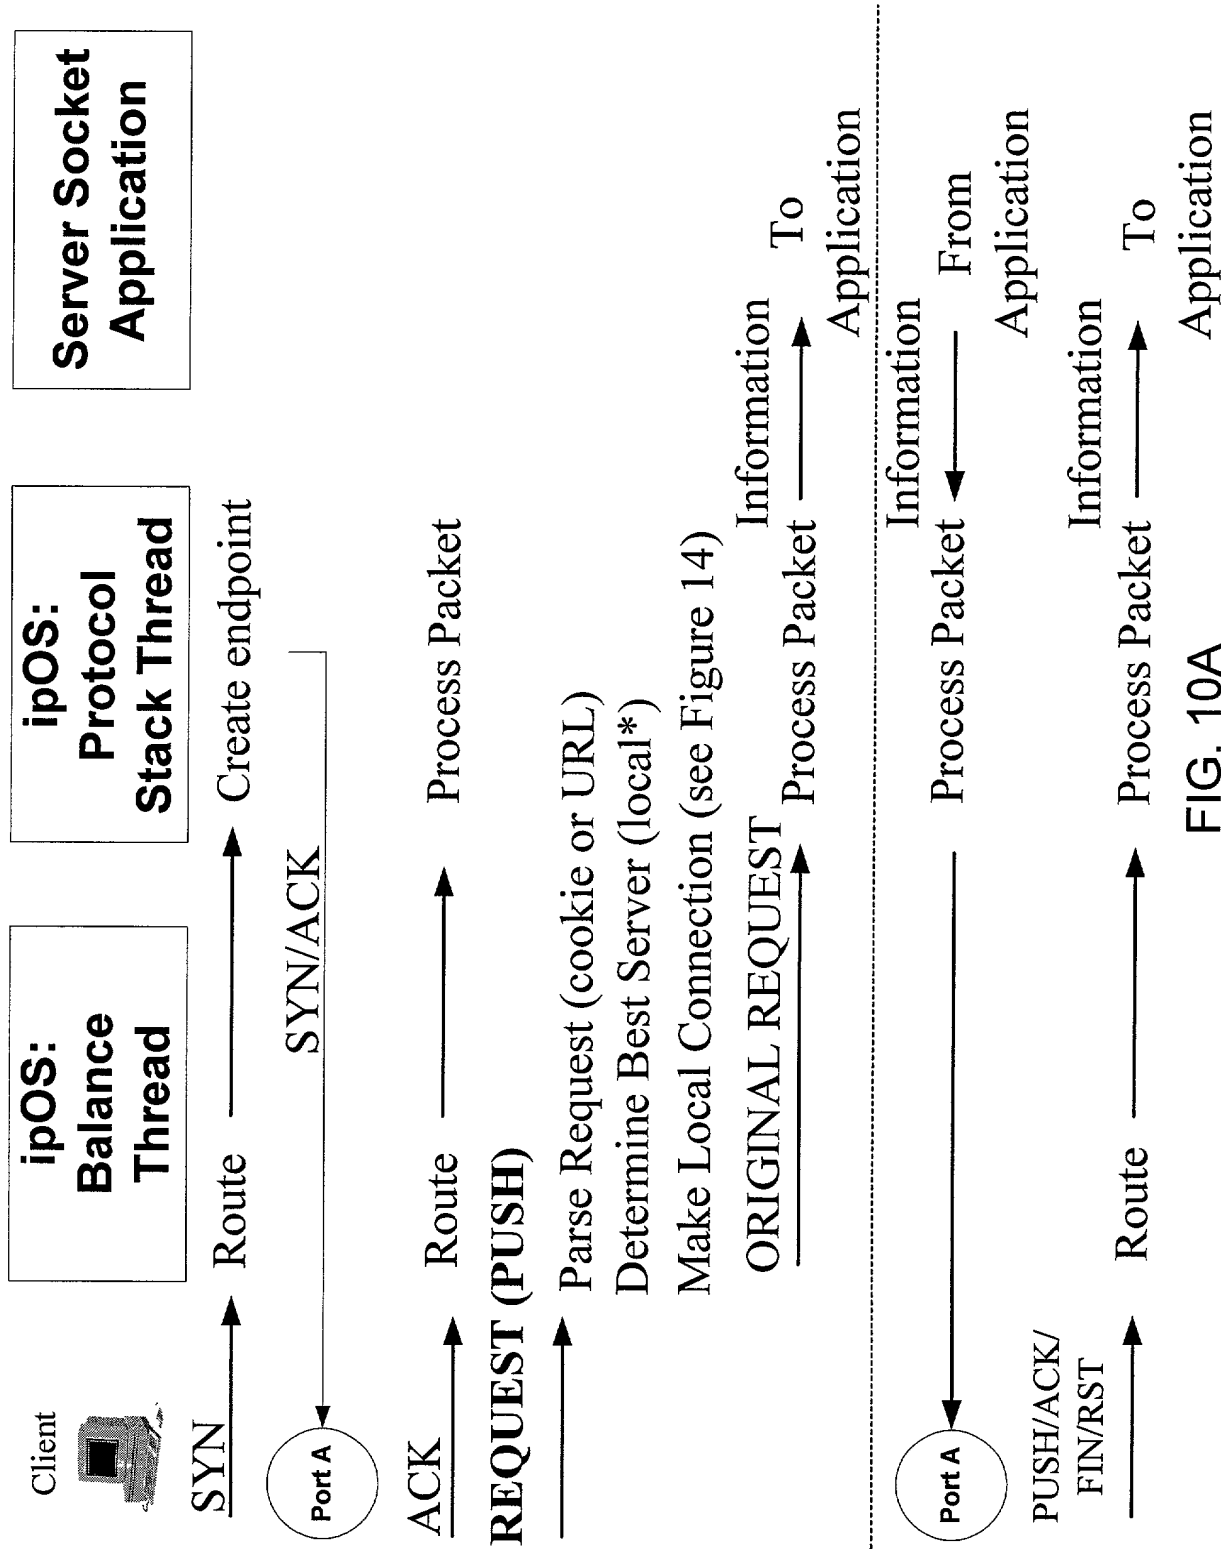 Client
ipOS:
Balance
Thread
ipOS:
Protocol
Stack Thread
Server Socket
Application
SYN
Route
Create endpoint
SYN/ACK
Port A
ACK
Route
Process Packet
REQUEST (PUSH)
Parse Request (cookie or URL)
Determine Best Server (local*)
Make Local Connection (see Figure 14)
ORIGINAL REQUEST
Process Packet
Information
To
Application
Port A
Process Packet
Information
From
Application
PUSH/ACK/
FIN/RST
Route
Process Packet
Information
To
Application
FIG. 10A